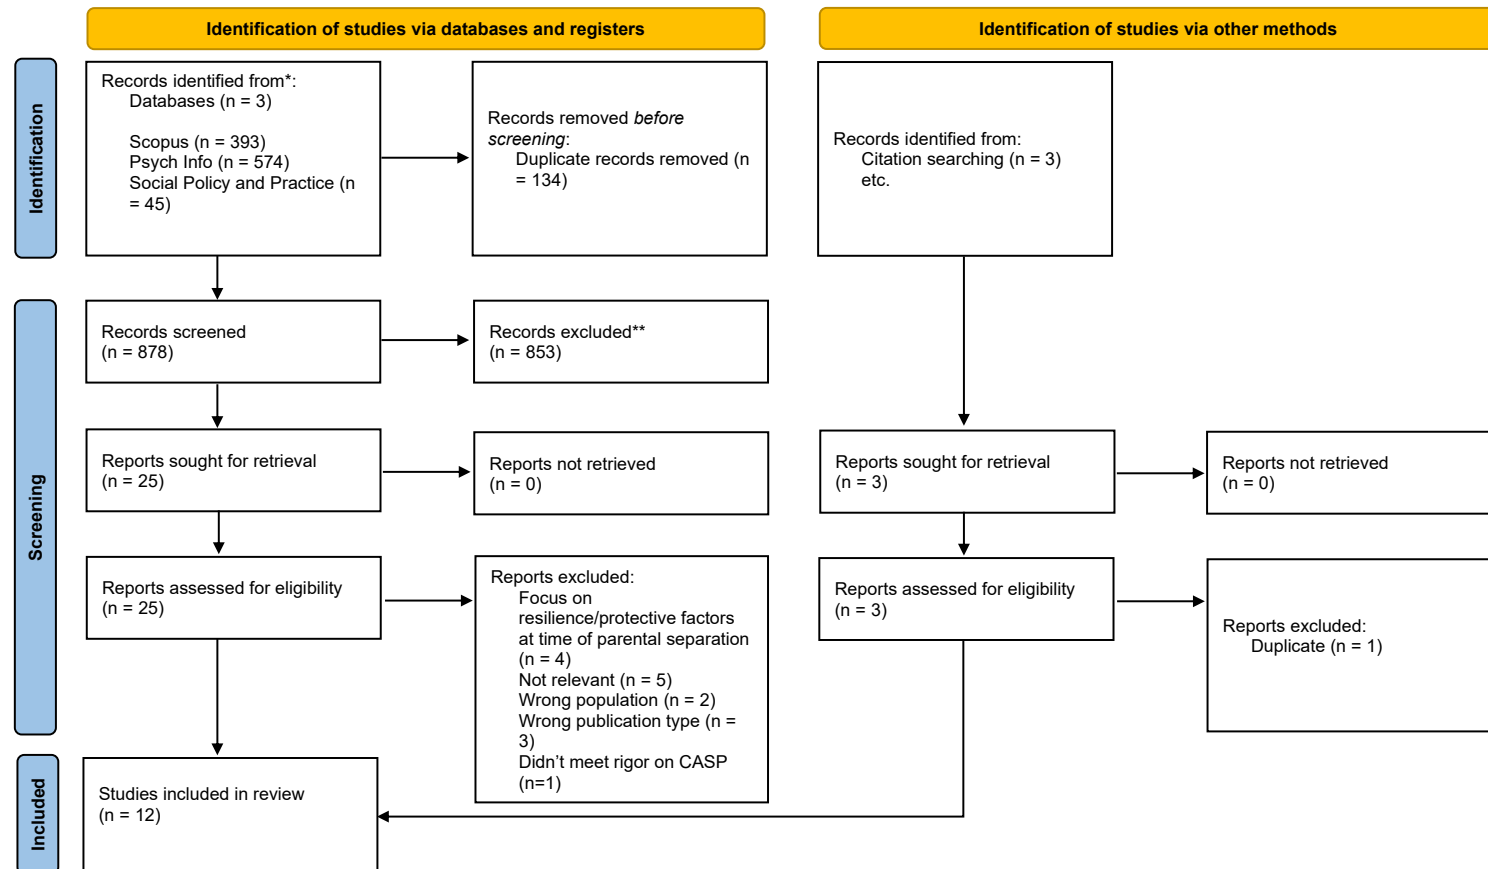 Identification of studies via databases and registers
Identification of studies via other methods
Identification
Records identified from*:
Databases (n = 3)
Scopus (n = 393)
Psych Info (n = 574)
Social Policy and Practice (n
= 45)
Records removed before
screening:
Duplicate records removed (n
= 134)
Records identified from:
Citation searching (n = 3)
etc.
Screening
Records screened
(n = 878)
Records excluded**
(n = 853)
Reports sought for retrieval
(n = 25)
Reports not retrieved
(n = 0)
Reports sought for retrieval
(n = 3)
Reports not retrieved
(n = 0)
Reports assessed for eligibility
(n = 25)
Reports excluded:
Focus on
resilience/protective factors
at time of parental separation
(n = 4)
Not relevant (n = 5)
Wrong population (n = 2)
Wrong publication type (n =
3)
Didn’t meet rigor on CASP
(n=1)
Reports assessed for eligibility
(n = 3)
Reports excluded:
Duplicate (n = 1)
Included
Studies included in review
(n = 12)